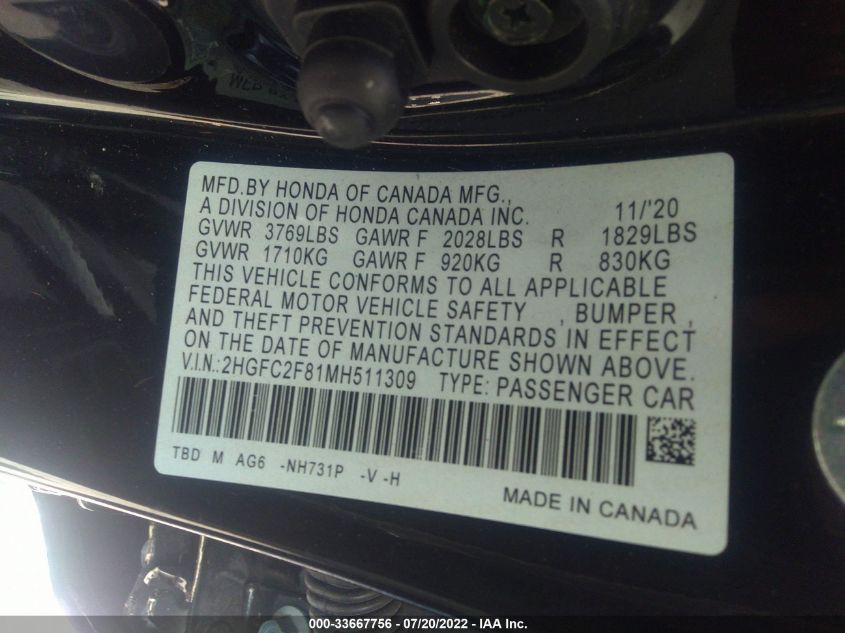 MFD.BY HONDA OF CANADA MFG.,
A DIVISION OF HONDA CANADA INC. 11/'20
GVWR 3769LBS GAWR F 2028LBS R 1829LBS
GVWR 1710KG GAWR F 920KG R 830KG
THIS VEHICLE CONFORMS TO ALL APPLICABLE
FEDERAL MOTOR VEHICLE SAFETY , BUMPER ,
AND THEFT PREVENTION STANDARDS IN EFFECT
ON THE DATE OF MANUFACTURE SHOWN ABOVE.
V.I.N.:2HGFC2F81MH511309 TYPE: PASSENGER CAR
TBD M AG6 -NH731P -V -H
MADE IN CANADA
000-33667756 - 07/20/2022 - IAA Inc.